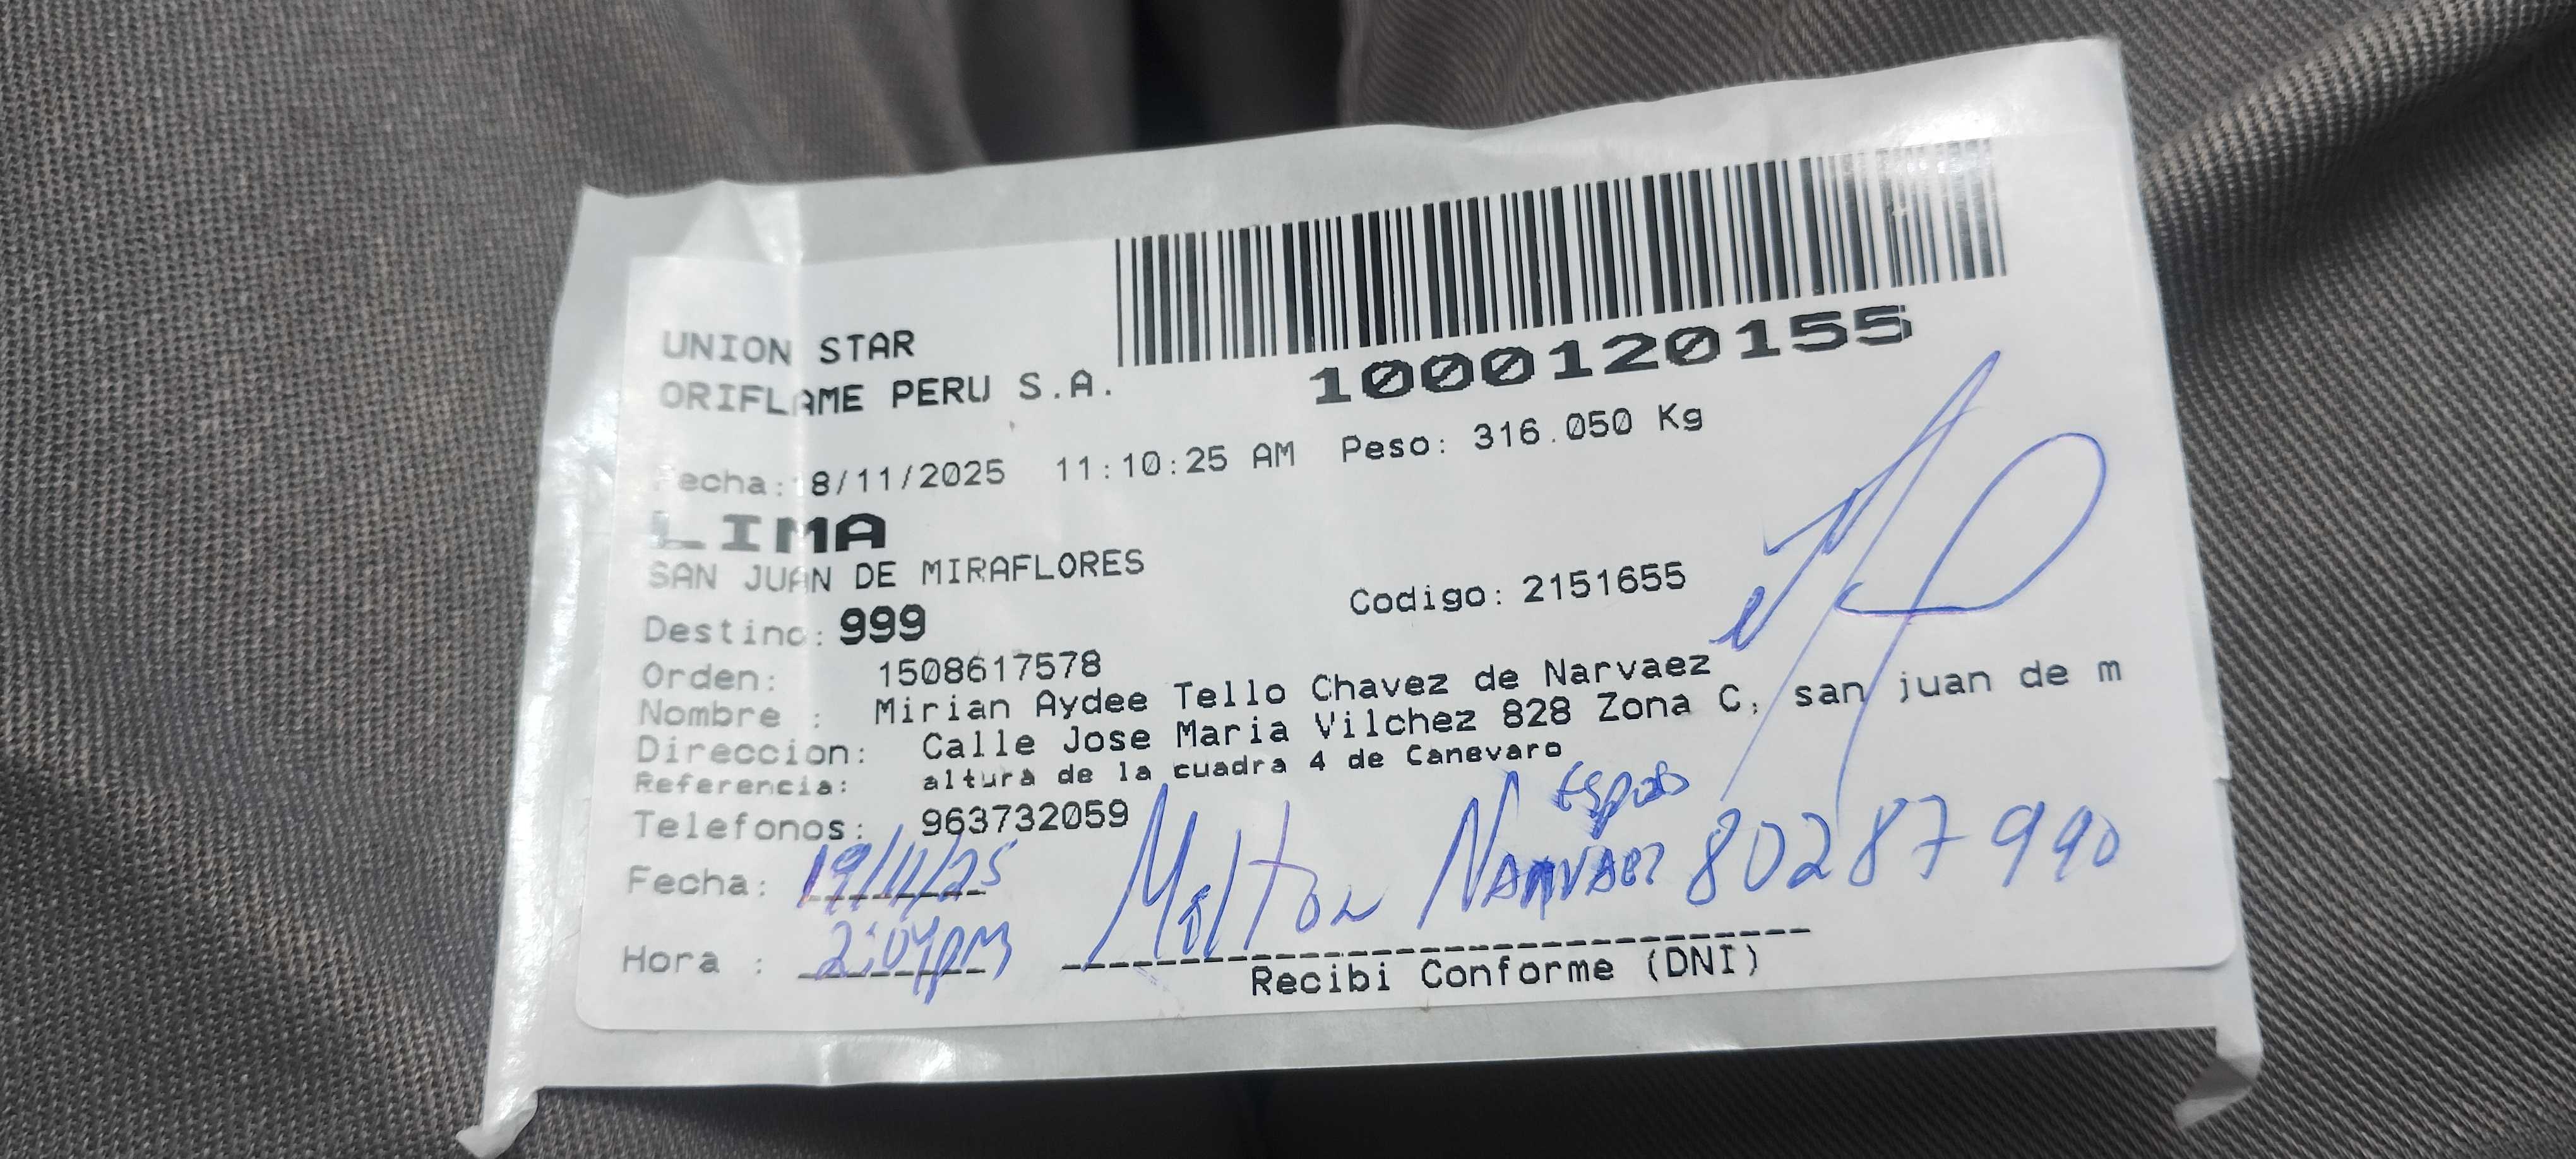 UNION STAR
ORIFLAME PERU S.A.
1000120155
Fecha: 8/11/2025 11:10:25 AM Peso: 316.050 Kg
LIMA
SAN JUAN DE MIRAFLORES
Destino: 999 Codigo: 2151655
Orden: 1508617578
Nombre : Mirian Aydee Tello Chavez de Narvaez
Direccion: Calle Jose Maria Vilchez 828 Zona C, san juan de m
Referencia: altura de la cuadra 4 de Canevaro
Telefonos: 963732059
Esposo
Fecha: 19/11/25 Milton Narvaez 80287990
Hora : 2:04pm
Recibi Conforme (DNI)